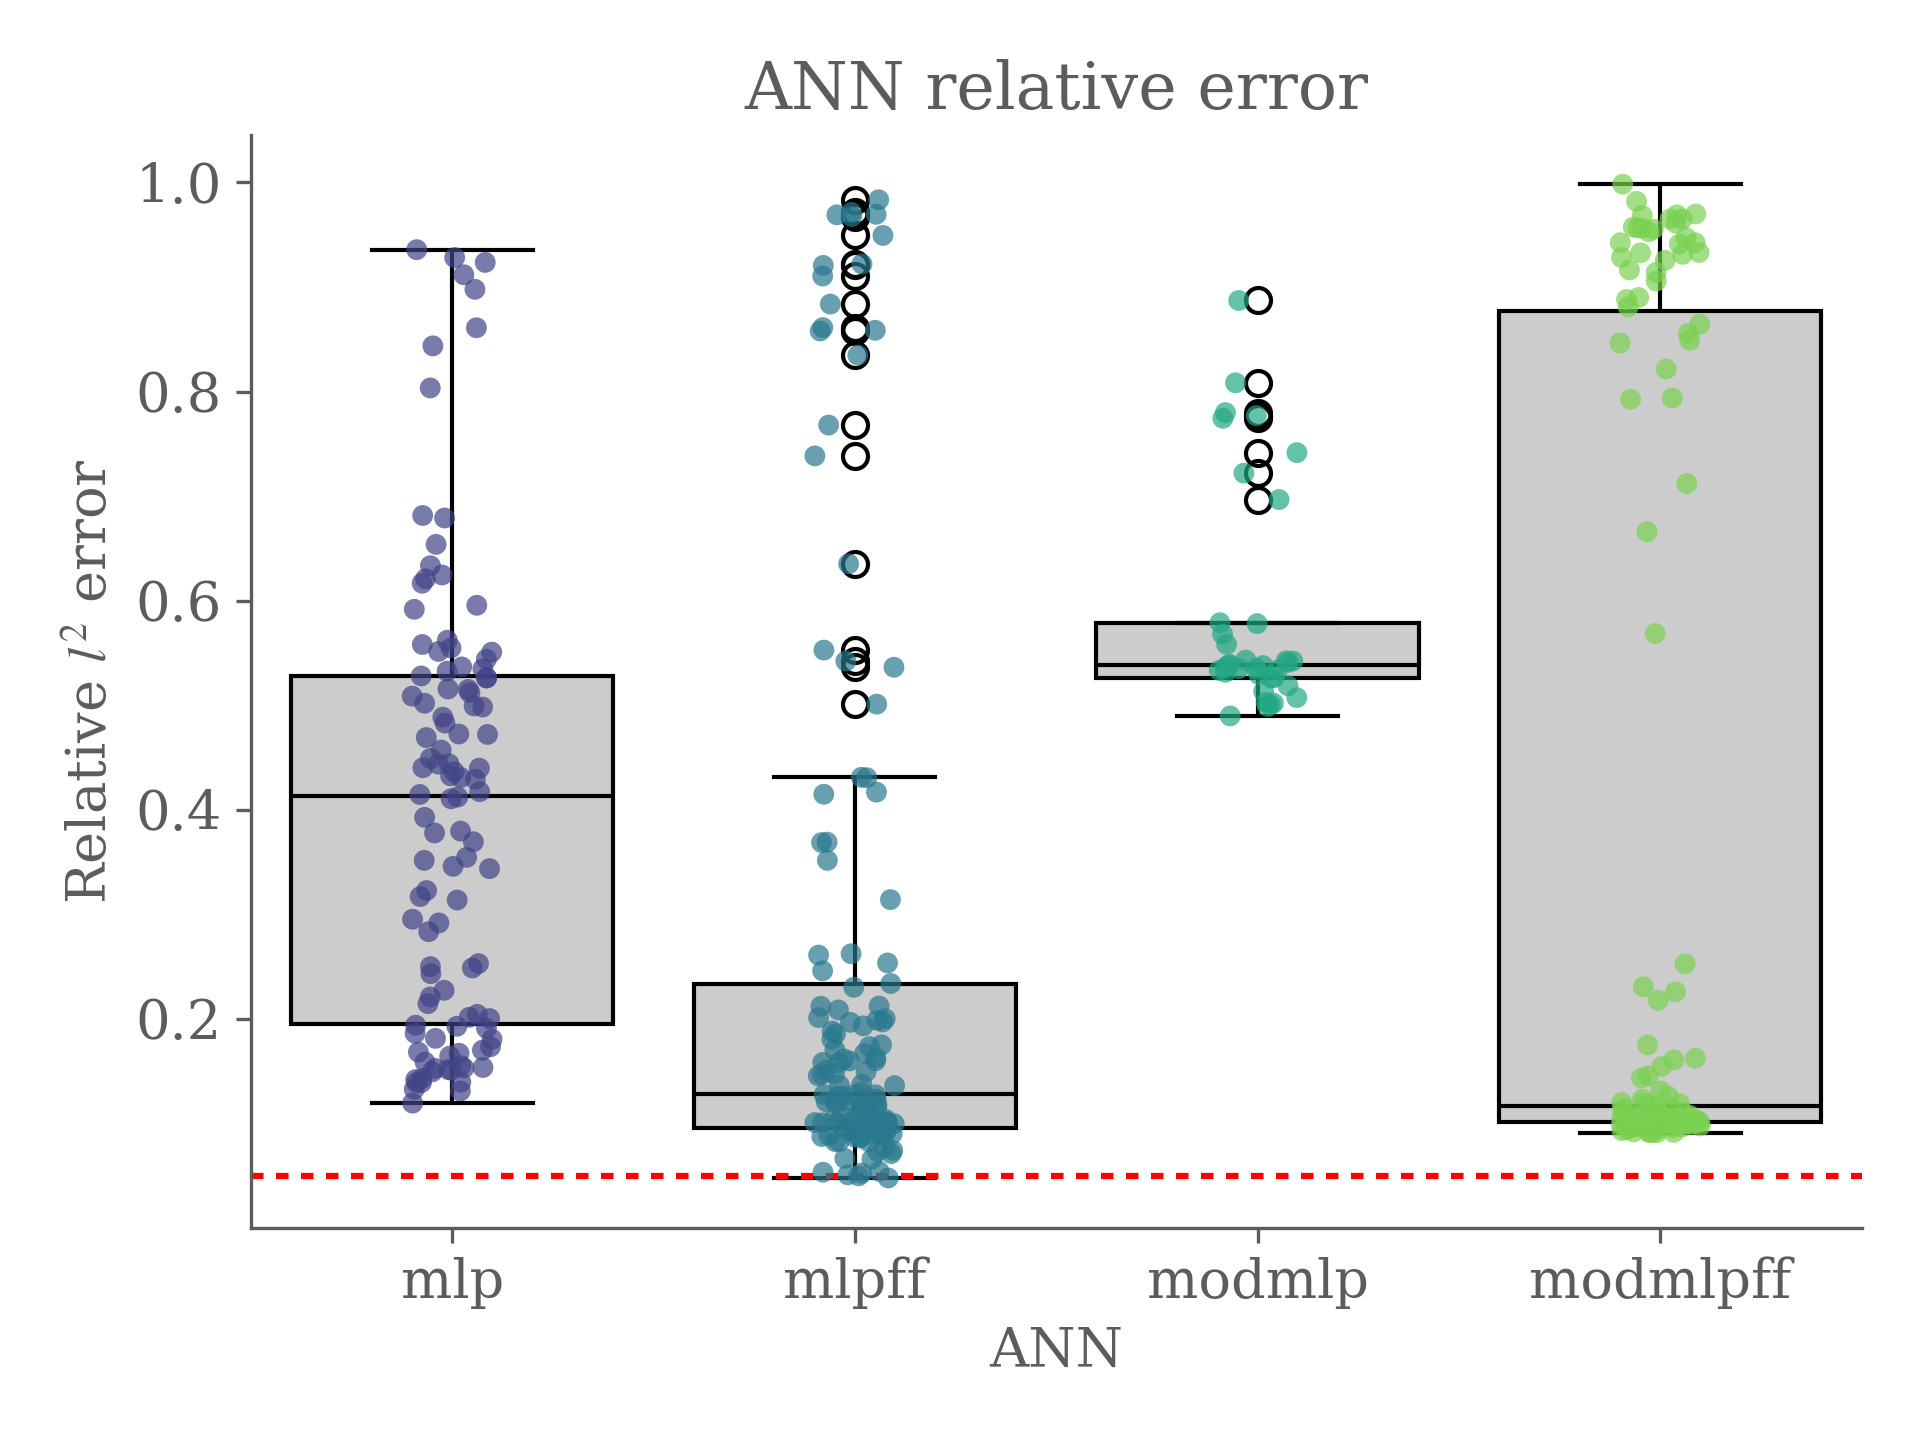 ANN relative error
Relative l² error
1.0
0.8
0.6
0.4
0.2
mlp
mlpff
modmlp
modmlpff
ANN